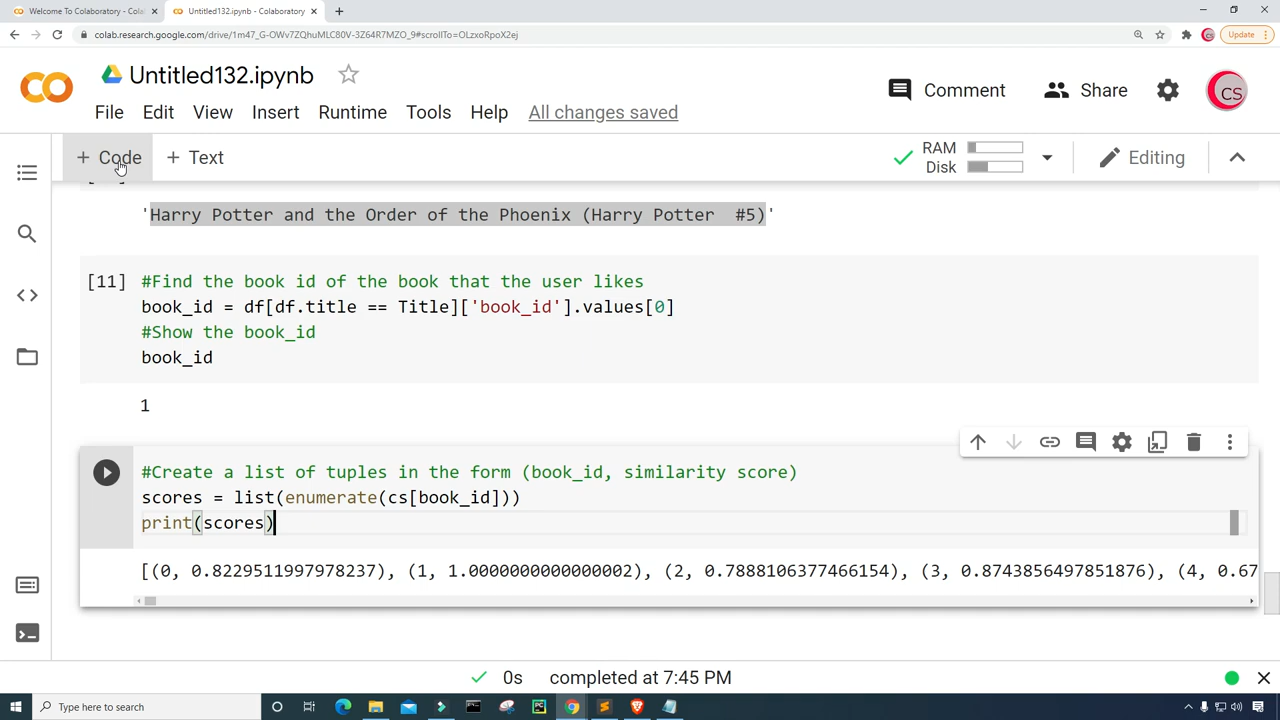 Welcome To Colaboratory - Cola
Untitled132.ipynb - Colaboratory
colab.research.google.com/drive/1m47_G-OWv7ZQhuMLC80V-3Z64R7MZO_9#scrollTo=OLzxoRpoX2ej
Update
Untitled132.ipynb
File Edit View Insert Runtime Tools Help All changes saved
Comment Share CS
+ Code + Text
RAM
Disk
Editing
'Harry Potter and the Order of the Phoenix (Harry Potter  #5)'
[11] #Find the book id of the book that the user likes
book_id = df[df.title == Title]['book_id'].values[0]
#Show the book_id
book_id
1
#Create a list of tuples in the form (book_id, similarity score)
scores = list(enumerate(cs[book_id]))
print(scores)
[(0, 0.8229511997978237), (1, 1.0000000000000002), (2, 0.7888106377466154), (3, 0.8743856497851876), (4, 0.67
0s completed at 7:45 PM
Type here to search